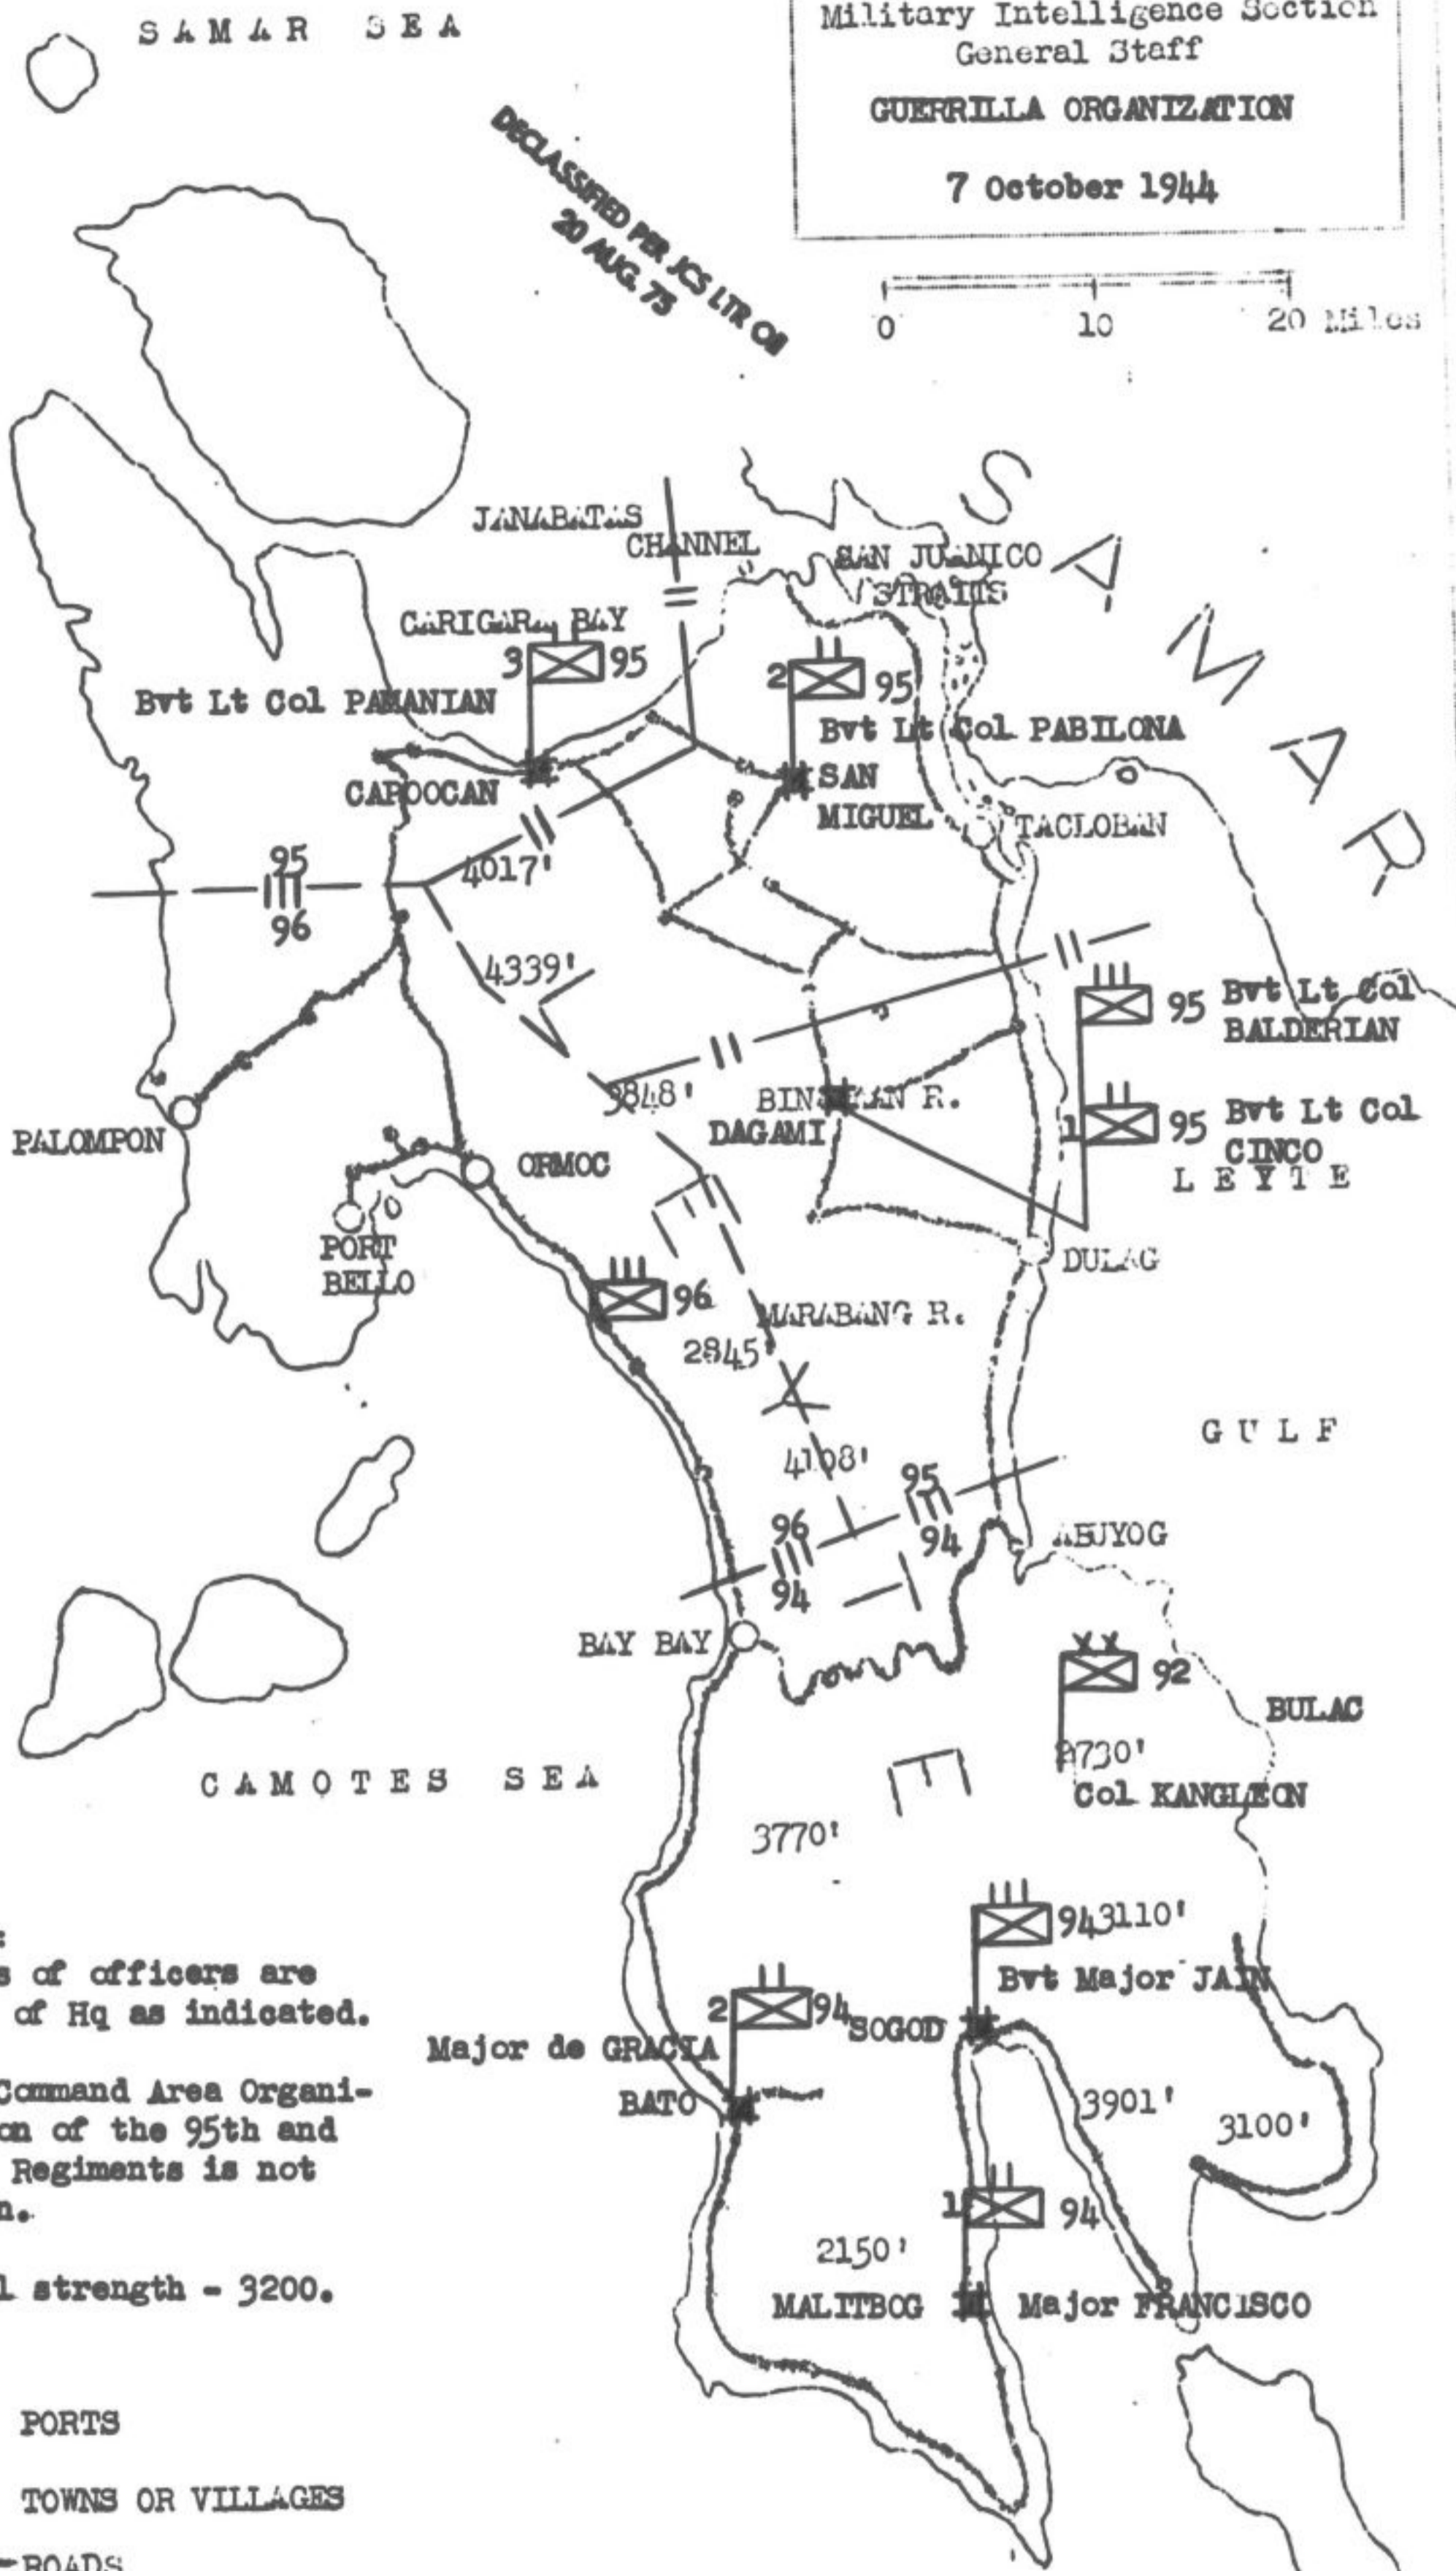 SAMAR SEA
Military Intelligence Section
General Staff
GUERRILLA ORGANIZATION
7 October 1944
DECLASSIFIED PER JCS LTR OF
20 AUG. 75
0 10 20 Miles
SAMAR
JANABATAS
CHANNEL
SAN JUANICO
STRAITS
CARIGARA BAY
3 95
2 95
Bvt Lt Col PAMANIAN
Bvt Lt Col PABILONA
CAPOOCAN
SAN
MIGUEL
TACLOBAN
95
96
4017'
4339'
95 Bvt Lt Col
BALDERIAN
3848'
BINAHAAN R.
DAGAMI
1 95 Bvt Lt Col
CINCO
LEYTE
PALOMPON
ORMOC
PORT
BELLO
DULAG
96
MARABANG R.
2845'
GULF
4108'
95
94
96
94
ABUYOG
BAY BAY
92
BULAC
2730'
Col KANGLEON
CAMOTES SEA
LEYTE
3770'
94 3110'
Bvt Major JAIN
:
s of officers are
of Hq as indicated.
2 94
SOGOD
Major de GRACIA
Command Area Organi-
on of the 95th and
Regiments is not
n.
BATO
3901'
3100'
1 94
2150'
l strength - 3200.
MALITBOG
Major FRANCISCO
PORTS
TOWNS OR VILLAGES
ROADS